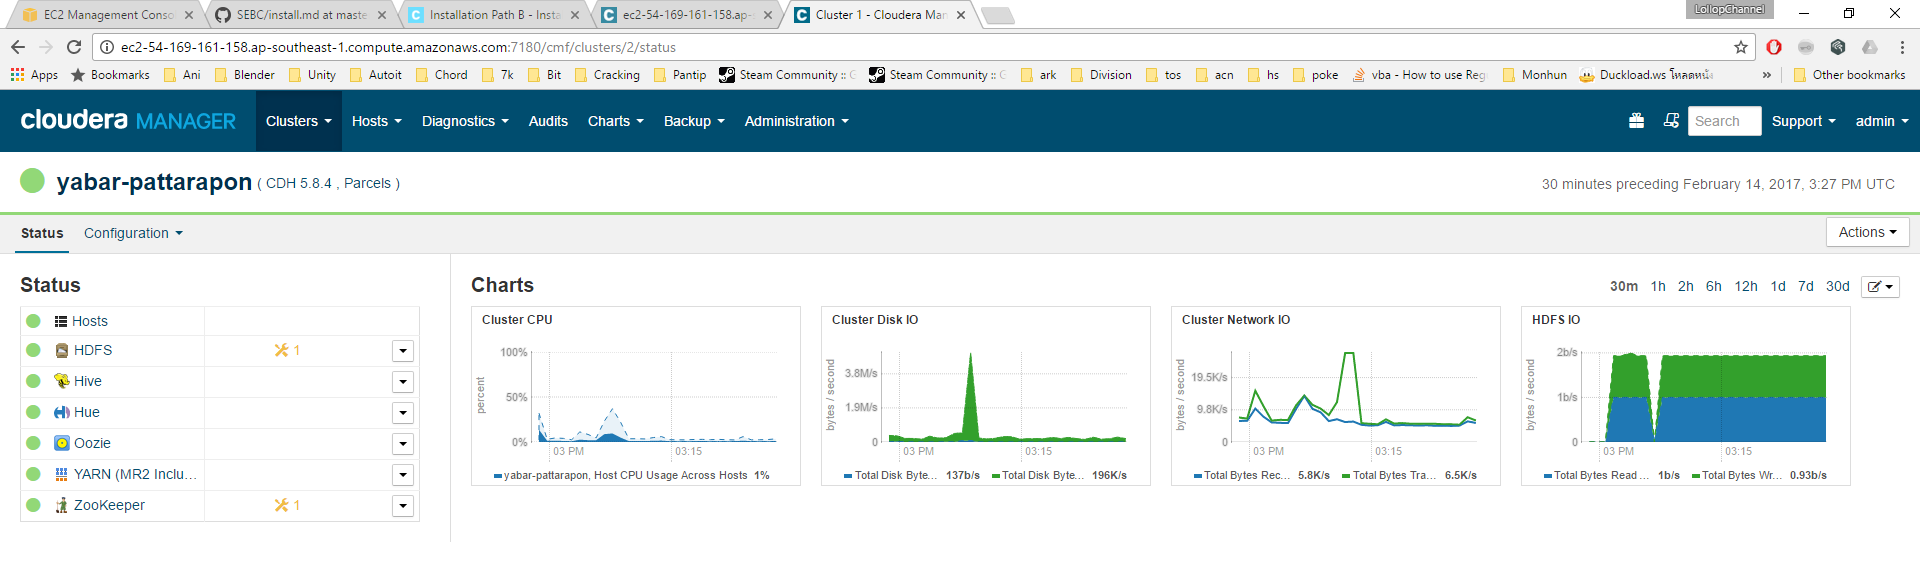 LollopChannel
EC2 Management Conso
SEBC/install.md at maste
Installation Path B - Insta
ec2-54-169-161-158.ap-s
Cluster 1 - Cloudera Man
ec2-54-169-161-158.ap-southeast-1.compute.amazonaws.com:7180/cmf/clusters/2/status
Apps Bookmarks Ani Blender Unity Autoit Chord 7k Bit Cracking Pantip Steam Community :: G Steam Community :: G ark Division tos acn hs poke vba - How to use Reg Monhun Duckload.ws โหลดหนัง » Other bookmarks
cloudera MANAGER Clusters Hosts Diagnostics Audits Charts Backup Administration Search Support admin
yabar-pattarapon ( CDH 5.8.4 , Parcels )
30 minutes preceding February 14, 2017, 3:27 PM UTC
Status Configuration Actions
Status
Hosts
HDFS 1
Hive
Hue
Oozie
YARN (MR2 Inclu...
ZooKeeper 1
Charts
30m 1h 2h 6h 12h 1d 7d 30d
Cluster CPU
percent
100%
50%
0%
03 PM 03:15
yabar-pattarapon, Host CPU Usage Across Hosts 1%
Cluster Disk IO
bytes / second
3.8M/s
1.9M/s
0
03 PM 03:15
Total Disk Byte... 137b/s Total Disk Byte... 196K/s
Cluster Network IO
bytes / second
19.5K/s
9.8K/s
0
03 PM 03:15
Total Bytes Rec... 5.8K/s Total Bytes Tra... 6.5K/s
HDFS IO
bytes / second
2b/s
1b/s
0
03 PM 03:15
Total Bytes Read ... 1b/s Total Bytes Wr... 0.93b/s